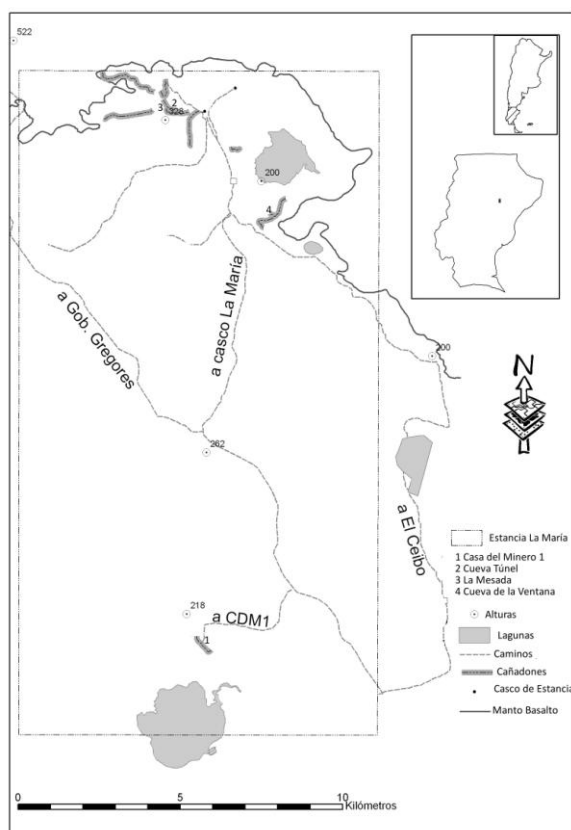 522
3
2
328
200
4
a Gob. Gregores
a casco La María
200
262
a El Ceibo
218
a CDM1
1
N
Estancia La María
1 Casa del Minero 1
2 Cueva Túnel
3 La Mesada
4 Cueva de la Ventana
Alturas
Lagunas
Caminos
Cañadones
Casco de Estancia
Manto Basalto
0 5 10
Kilómetros